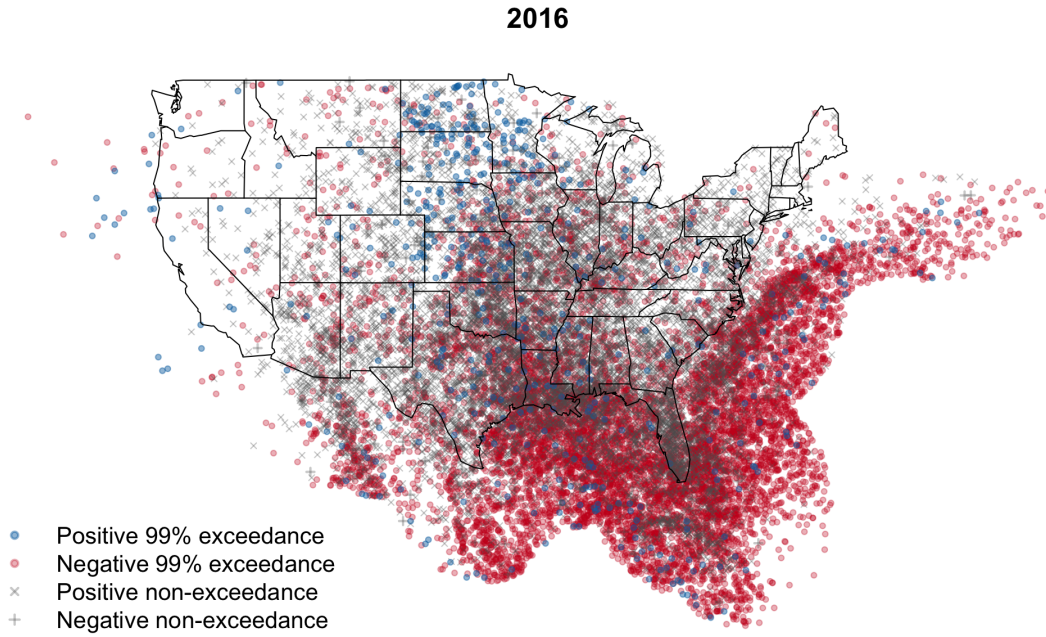 2016
Positive 99% exceedance
Negative 99% exceedance
Positive non-exceedance
Negative non-exceedance